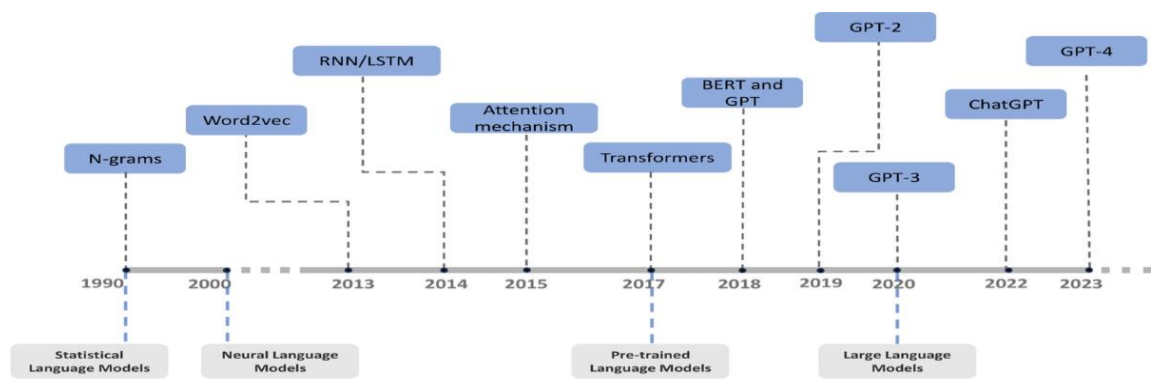 GPT-2
RNN/LSTM
GPT-4
BERT and
GPT
Word2vec
Attention
mechanism
ChatGPT
N-grams
Transformers
GPT-3
1990
2000
2013
2014
2015
2017
2018
2019
2020
2022
2023
Statistical
Language Models
Neural Language
Models
Pre-trained
Language Models
Large Language
Models